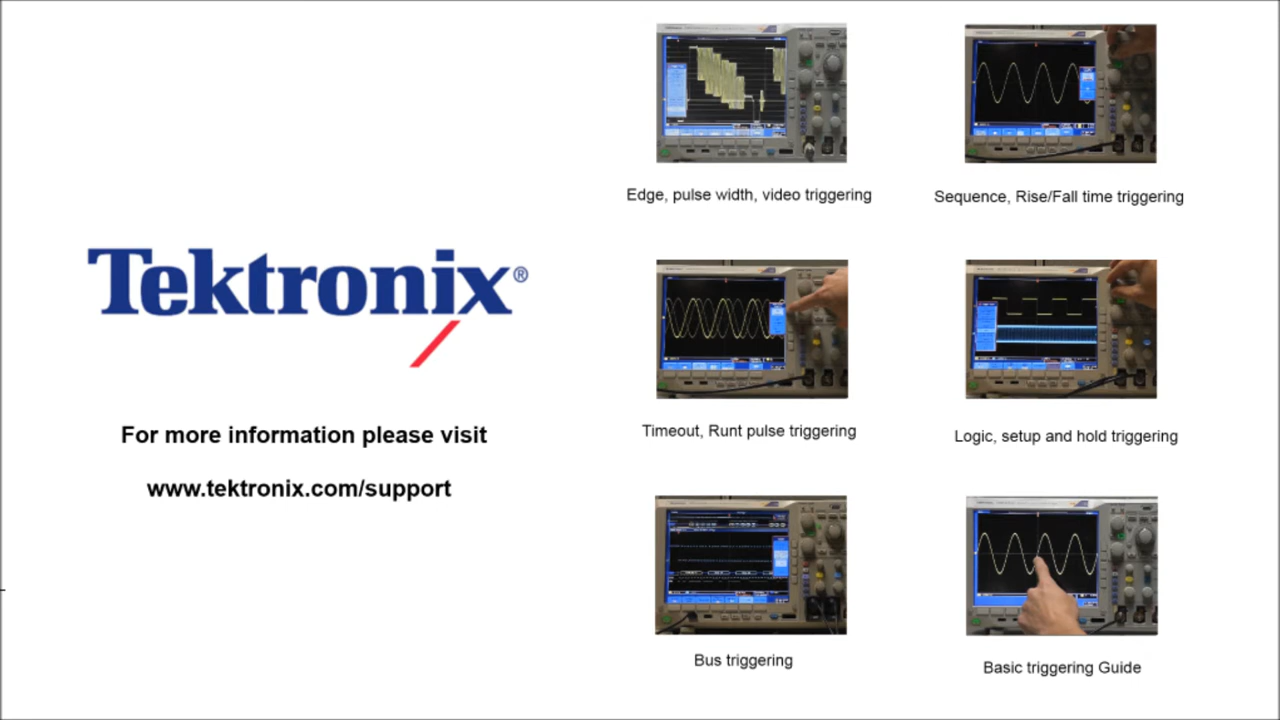 Tektronix®
For more information please visit
www.tektronix.com/support
Edge, pulse width, video triggering
Sequence, Rise/Fall time triggering
Timeout, Runt pulse triggering
Logic, setup and hold triggering
Bus triggering
Basic triggering Guide